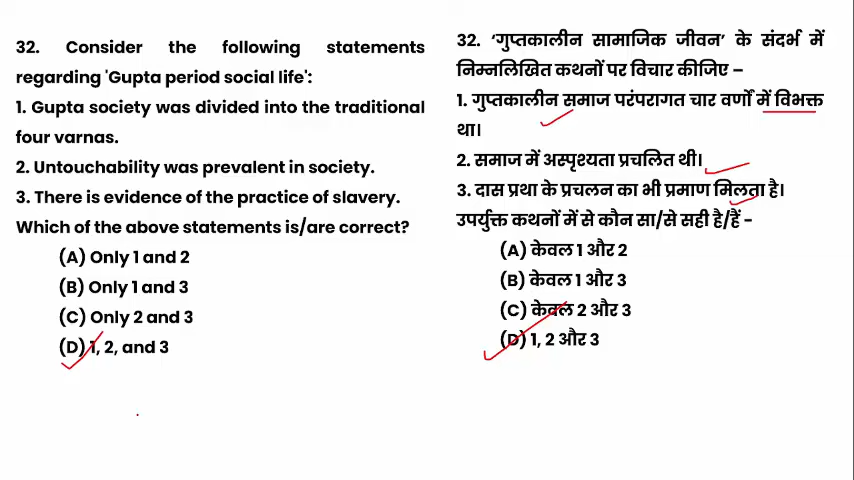 32. Consider the following statements
regarding 'Gupta period social life':
1. Gupta society was divided into the traditional
four varnas.
2. Untouchability was prevalent in society.
3. There is evidence of the practice of slavery.
Which of the above statements is/are correct?
(A) Only 1 and 2
(B) Only 1 and 3
(C) Only 2 and 3
(D) 1, 2, and 3
32. ‘गुप्तकालीन सामाजिक जीवन’ के संदर्भ में
निम्नलिखित कथनों पर विचार कीजिए –
1. गुप्तकालीन समाज परंपरागत चार वर्णों में विभक्त
था।
2. समाज में अस्पृश्यता प्रचलित थी।
3. दास प्रथा के प्रचलन का भी प्रमाण मिलता है।
उपर्युक्त कथनों में से कौन सा/से सही है/हैं -
(A) केवल 1 और 2
(B) केवल 1 और 3
(C) केवल 2 और 3
(D) 1, 2 और 3